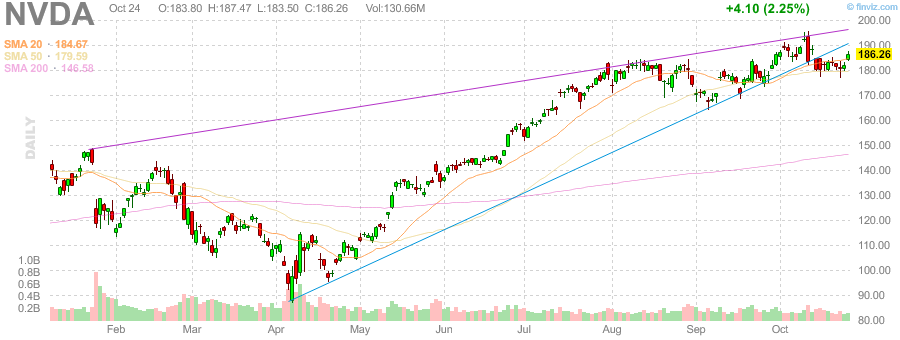 NVDA Oct 24 O:183.80 H:187.47 L:183.50 C:186.26 Vol:130.66M +4.10 (2.25%) © finviz.com
SMA 20 · 184.67
SMA 50 · 179.59
SMA 200 · 146.58
DAILY
200.00
190.00
186.26
180.00
170.00
160.00
150.00
140.00
130.00
120.00
110.00
100.00
90.00
80.00
1.0B
0.8B
0.6B
0.4B
0.2B
Feb Mar Apr May Jun Jul Aug Sep Oct